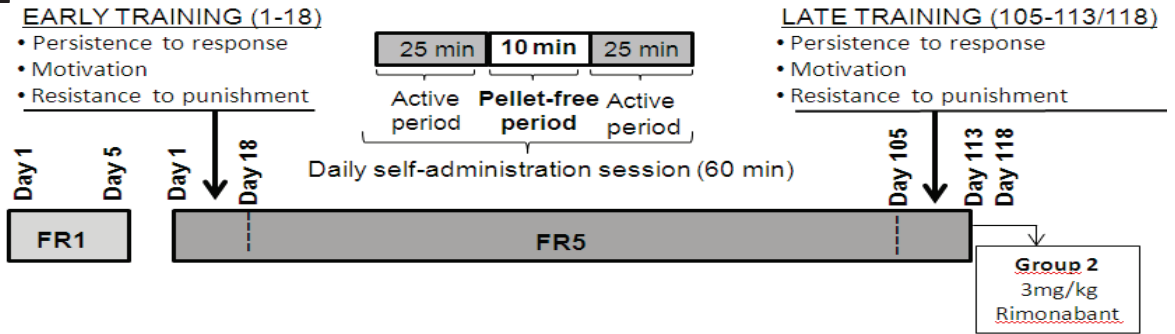 EARLY TRAINING (1-18)
• Persistence to response
• Motivation
• Resistance to punishment
25 min 10 min 25 min
Active period
Pellet-free period
Active period
Daily self-administration session (60 min)
LATE TRAINING (105-113/118)
• Persistence to response
• Motivation
• Resistance to punishment
Day 1
Day 5
Day 1
Day 18
Day 105
Day 113
Day 118
FR1
FR5
Group 2
3mg/kg
Rimonabant